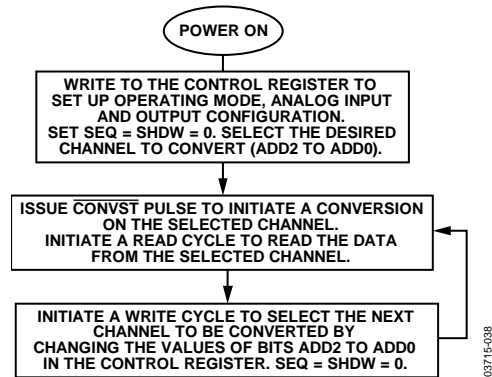 POWER ON
WRITE TO THE CONTROL REGISTER TO
SET UP OPERATING MODE, ANALOG INPUT
AND OUTPUT CONFIGURATION.
SET SEQ = SHDW = 0. SELECT THE DESIRED
CHANNEL TO CONVERT (ADD2 TO ADD0).
ISSUE CONVST PULSE TO INITIATE A CONVERSION
ON THE SELECTED CHANNEL.
INITIATE A READ CYCLE TO READ THE DATA
FROM THE SELECTED CHANNEL.
INITIATE A WRITE CYCLE TO SELECT THE NEXT
CHANNEL TO BE CONVERTED BY
CHANGING THE VALUES OF BITS ADD2 TO ADD0
IN THE CONTROL REGISTER. SEQ = SHDW = 0.
03715-038